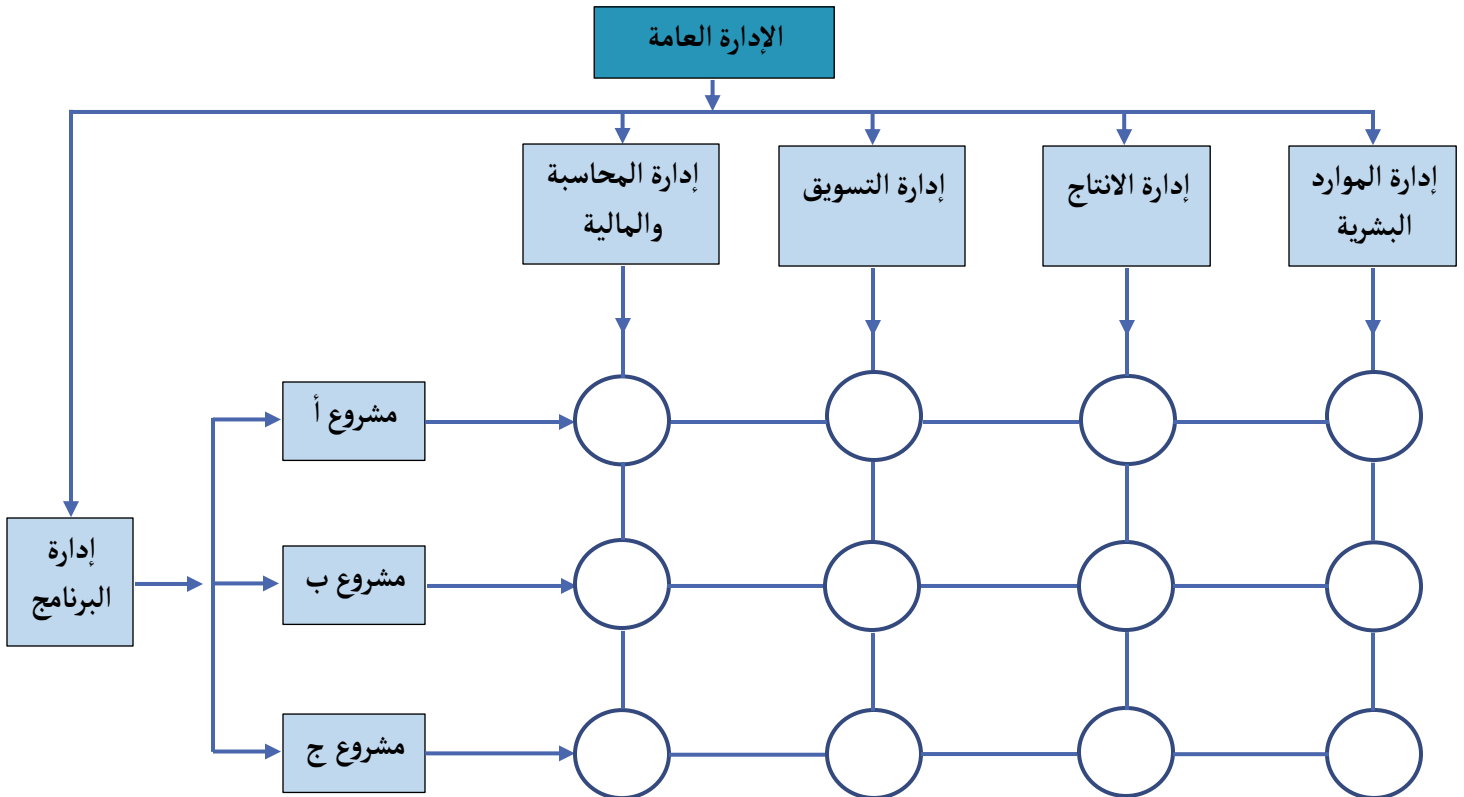 الإدارة العامة
إدارة الموارد
البشرية
إدارة الانتاج
إدارة التسويق
إدارة المحاسبة
والمالية
مشروع أ
إدارة
البرنامج
مشروع ب
مشروع ج